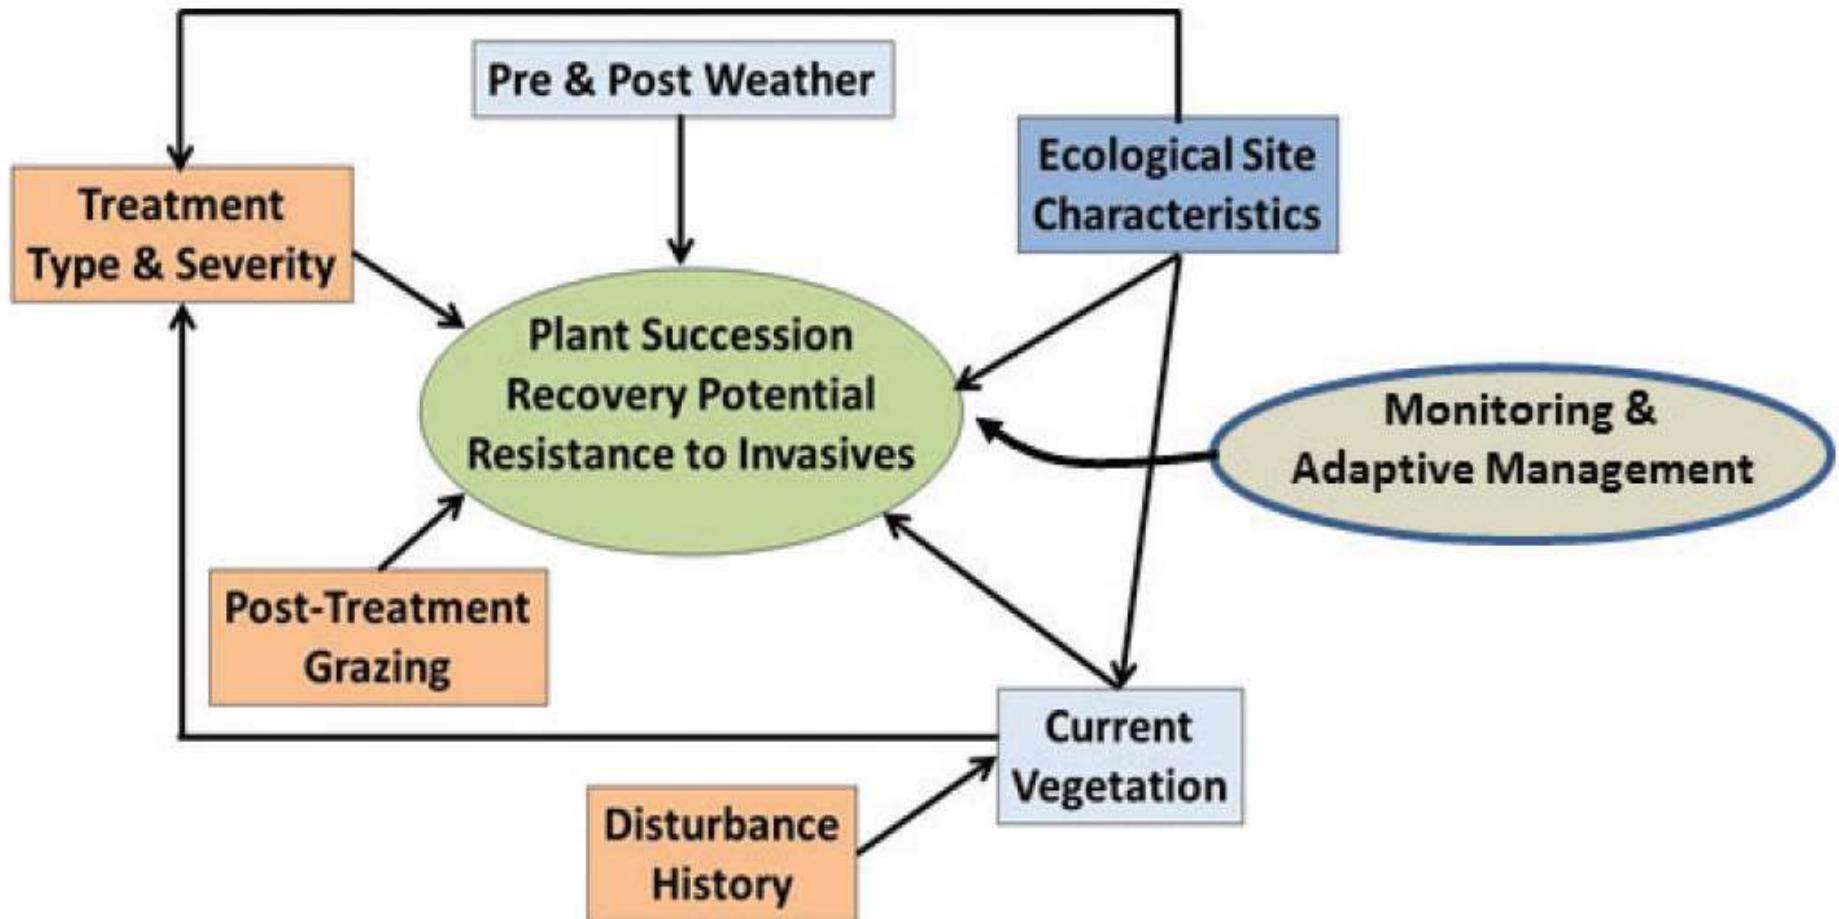 Pre & Post Weather
Ecological Site
Characteristics
Treatment
Type & Severity
Plant Succession
Recovery Potential
Resistance to Invasives
Monitoring &
Adaptive Management
Post-Treatment
Grazing
Current
Vegetation
Disturbance
History